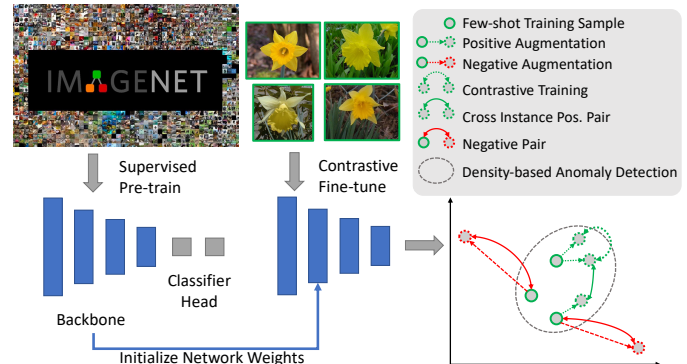 IMAGENET
Supervised
Pre-train
Contrastive
Fine-tune
Classifier
Head
Backbone
Initialize Network Weights
Few-shot Training Sample
Positive Augmentation
Negative Augmentation
Contrastive Training
Cross Instance Pos. Pair
Negative Pair
Density-based Anomaly Detection